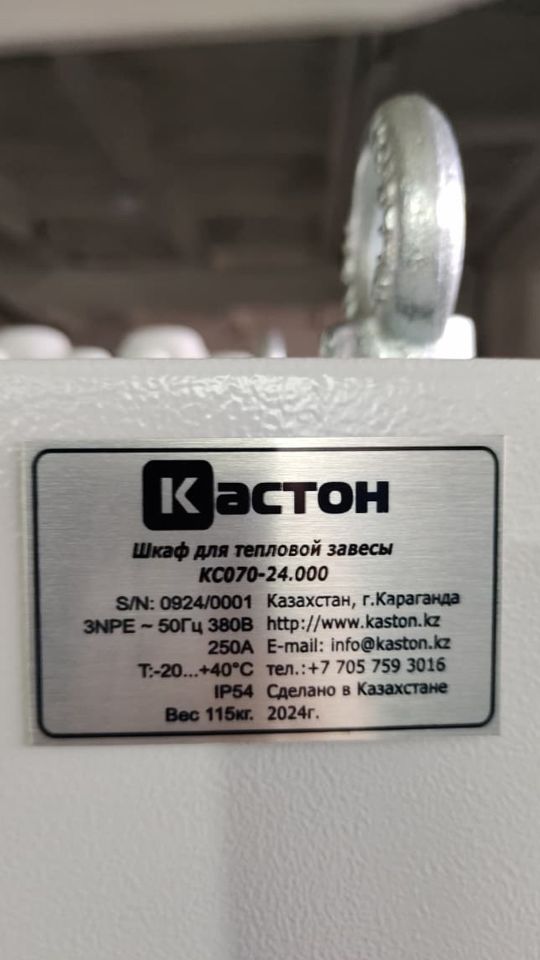 Кастон
Шкаф для тепловой завесы
КС070-24.000
S/N: 0924/0001 Казахстан, г.Караганда
3NPE ~ 50Гц 380В http://www.kaston.kz
250А E-mail: info@kaston.kz
Т:-20...+40°С тел.:+7 705 759 3016
IP54 Сделано в Казахстане
Вес 115кг. 2024г.